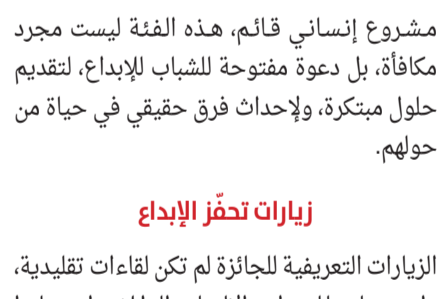 مشروع إنساني قائم، هذه الفئة ليست مجرد
مكافأة، بل دعوة مفتوحة للشباب للإبداع، لتقديم
حلول مبتكرة، ولإحداث فرق حقيقي في حياة من
حولهم.
زيارات تحفّز الإبداع
الزيارات التعريفية للجائزة لم تكن لقاءات تقليدية،